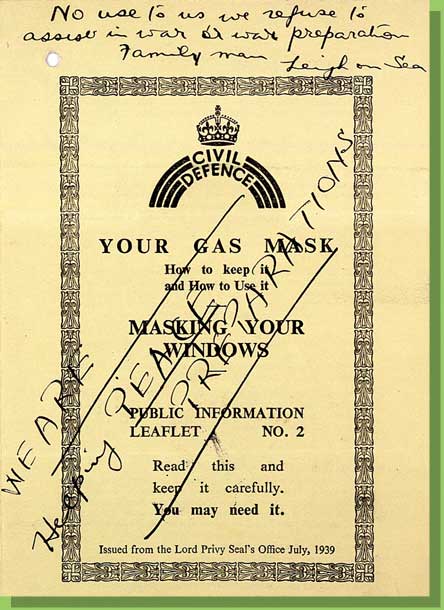 No use to us we refuse to
assist in war or war preparation
Family man
Leigh on Sea
CIVIL
DEFENCE
YOUR GAS MASK
How to keep it
and How to Use it
MASKING YOUR
WINDOWS
PUBLIC INFORMATION
LEAFLET NO. 2
Read this and
keep it carefully.
You may need it.
Issued from the Lord Privy Seal's Office July, 1939
WE ARE
Keeping PEACE
PREPARATIONS